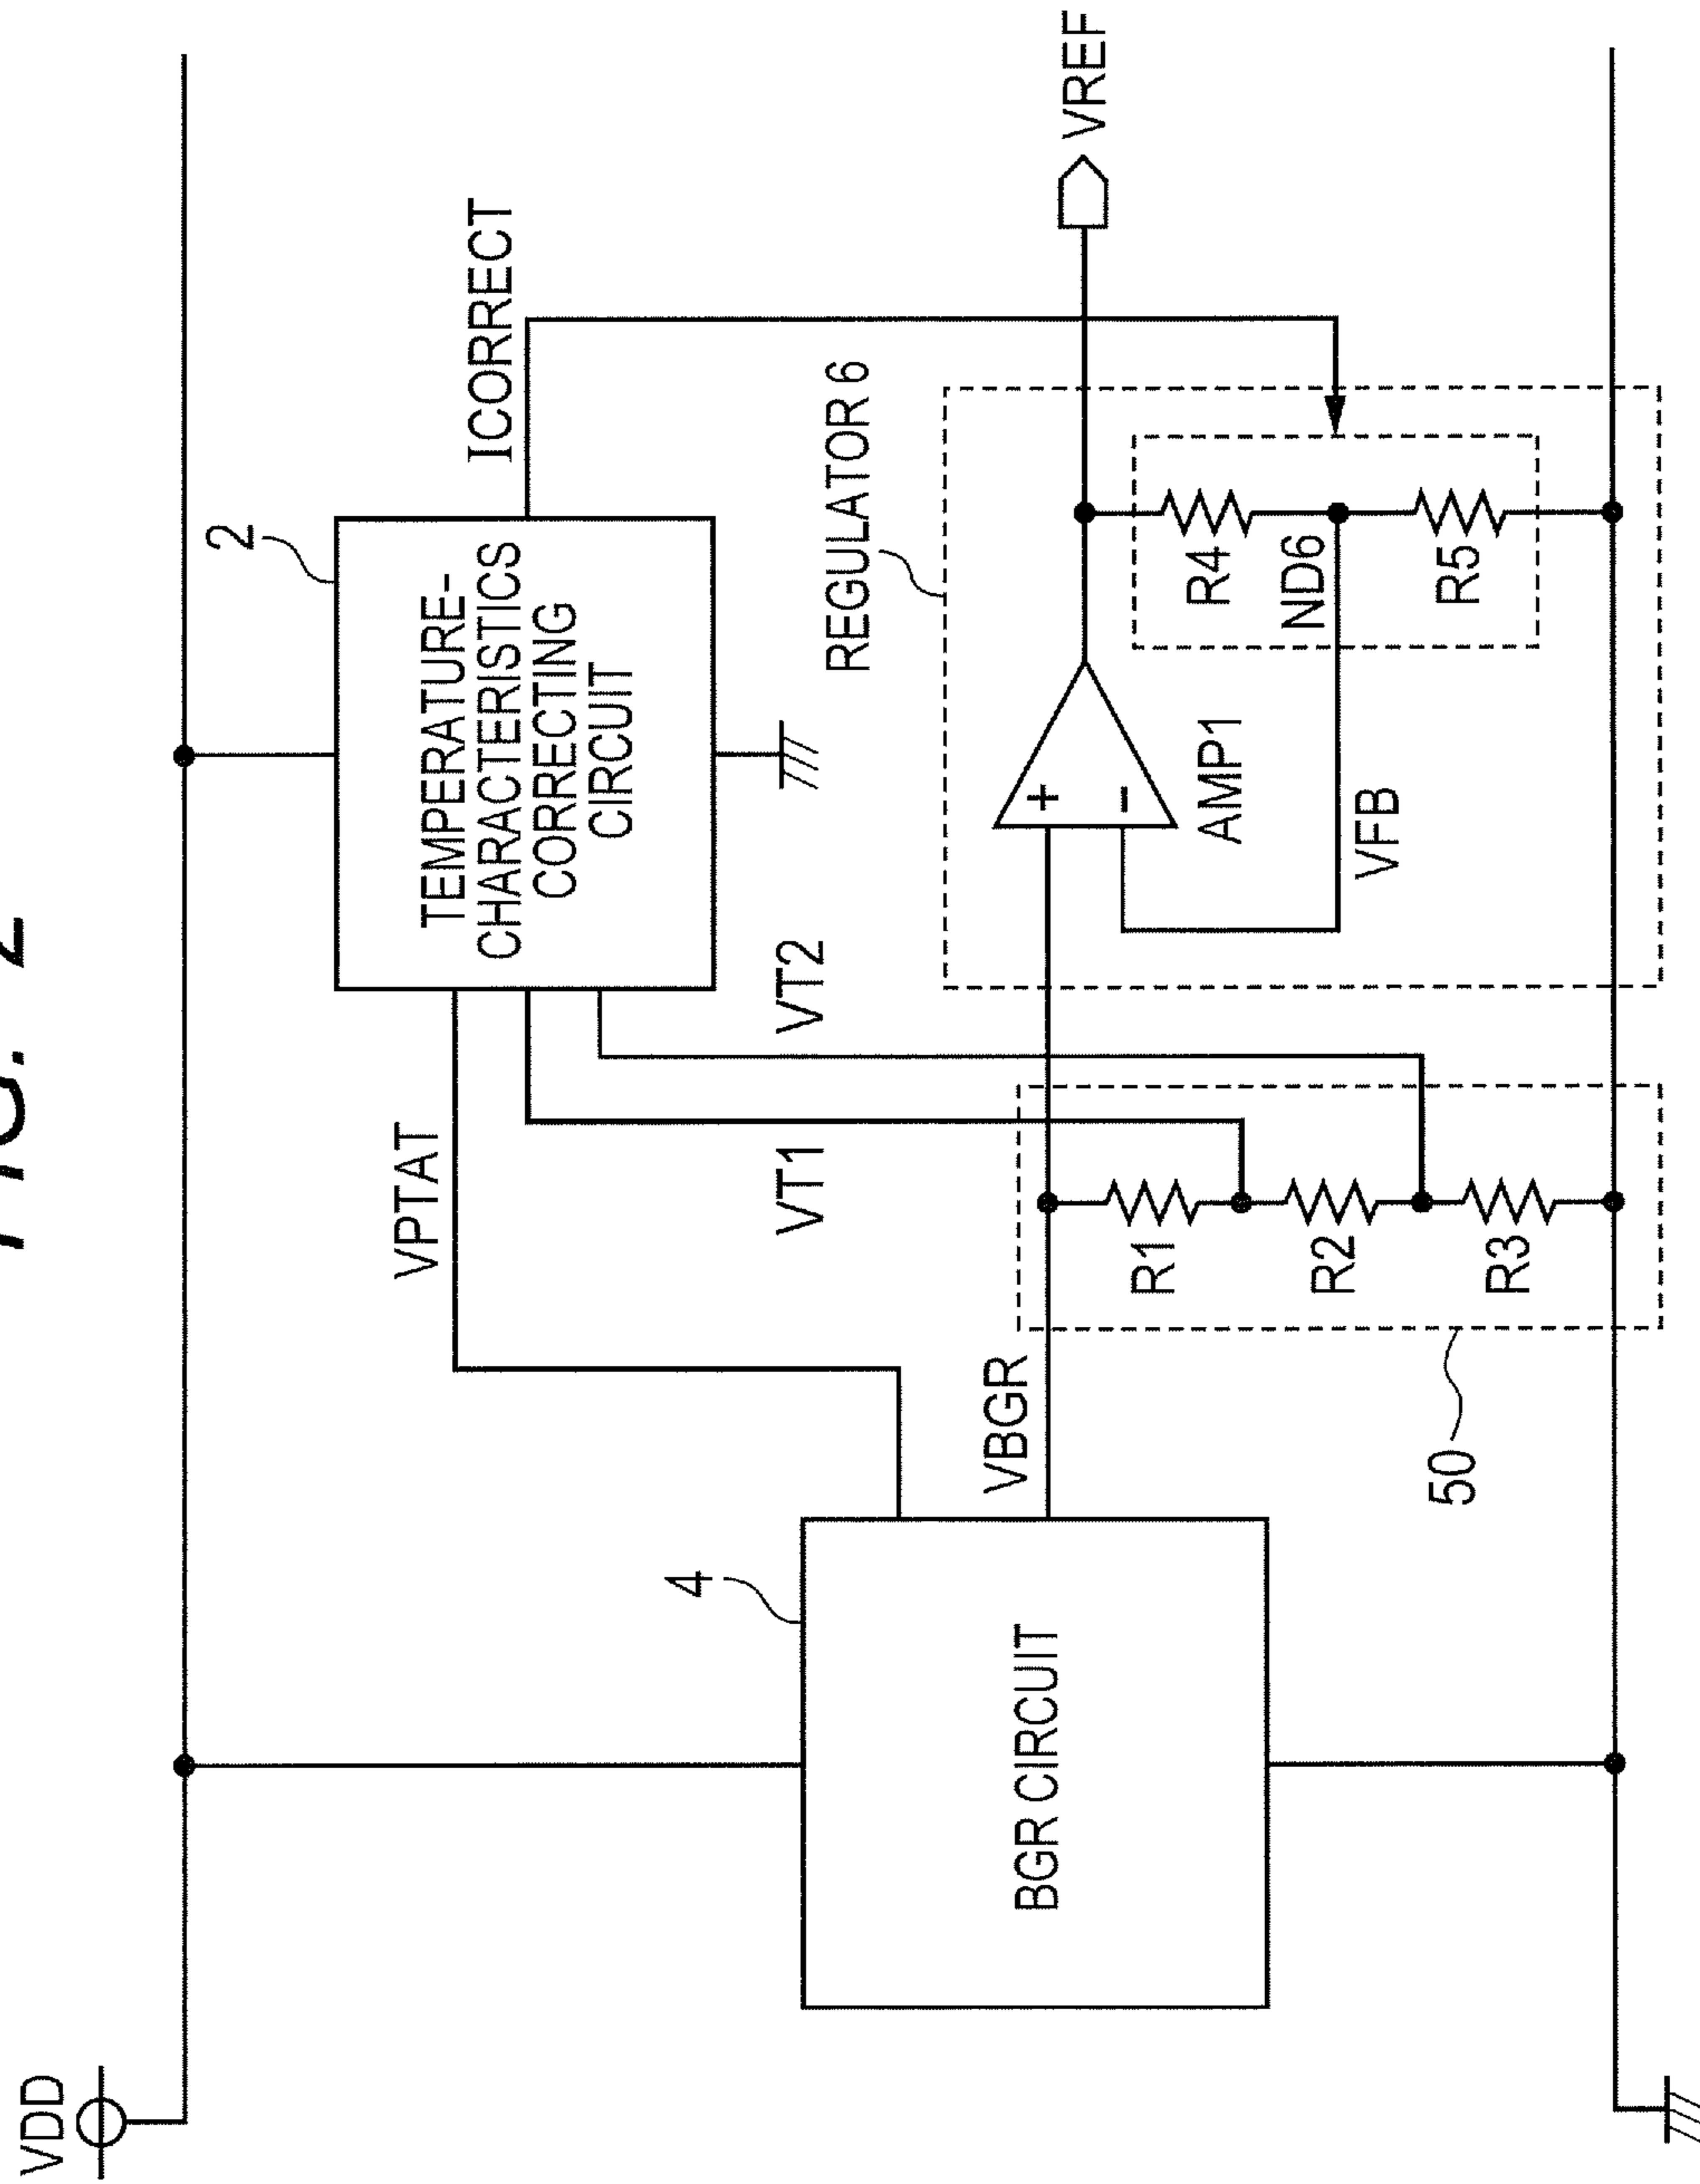 FIG. 2
VDD
2
TEMPERATURE-
CHARACTERISTICS
CORRECTING
CIRCUIT
ICORRECT
VPTAT
VT1
VT2
4
BGR CIRCUIT
VBGR
50
R1
R2
R3
REGULATOR 6
+
-
AMP1
VFB
R4
ND6
R5
VREF